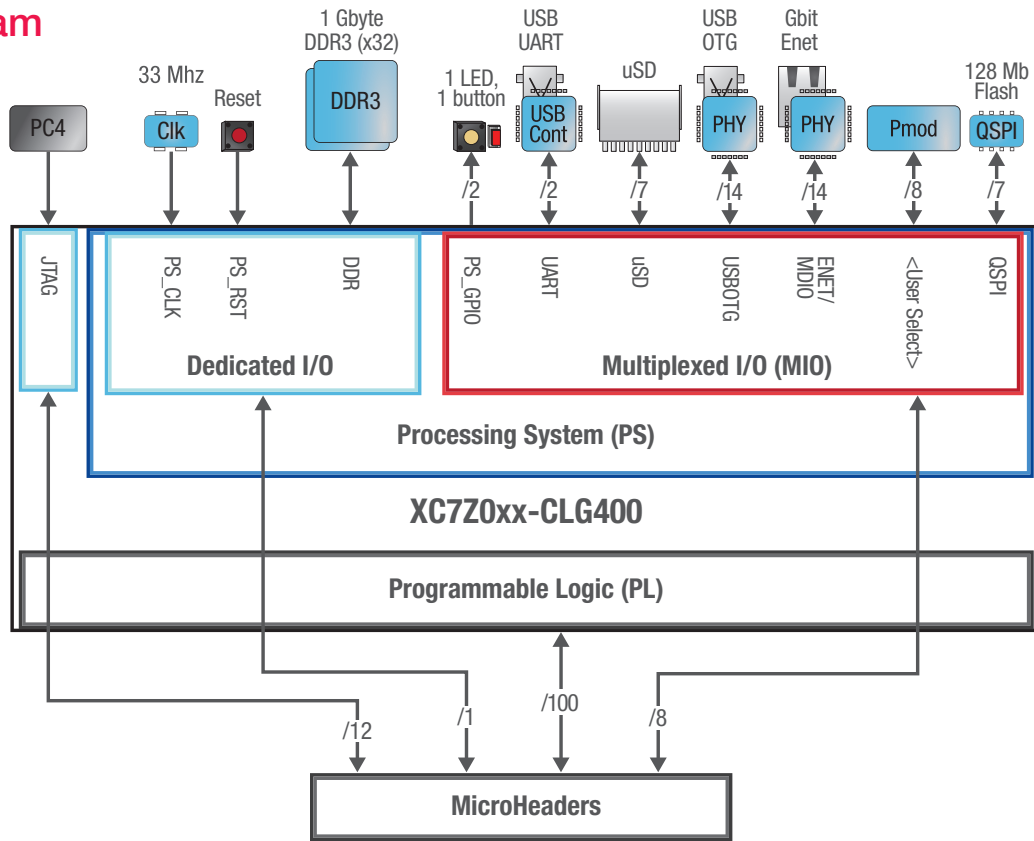 am
1 Gbyte
DDR3 (x32)
USB
UART
USB
OTG
Gbit
Enet
33 Mhz
Reset
1 LED,
1 button
uSD
128 Mb
Flash
PC4
Clk
DDR3
USB
Cont
PHY
PHY
Pmod
QSPI
/2
/2
/7
/14
/14
/8
/7
JTAG
PS_CLK
PS_RST
DDR
PS_GPIO
UART
uSD
USBOTG
ENET/
MDIO
<User Select>
QSPI
Dedicated I/O
Multiplexed I/O (MIO)
Processing System (PS)
XC7Z0xx-CLG400
Programmable Logic (PL)
/12
/1
/100
/8
MicroHeaders